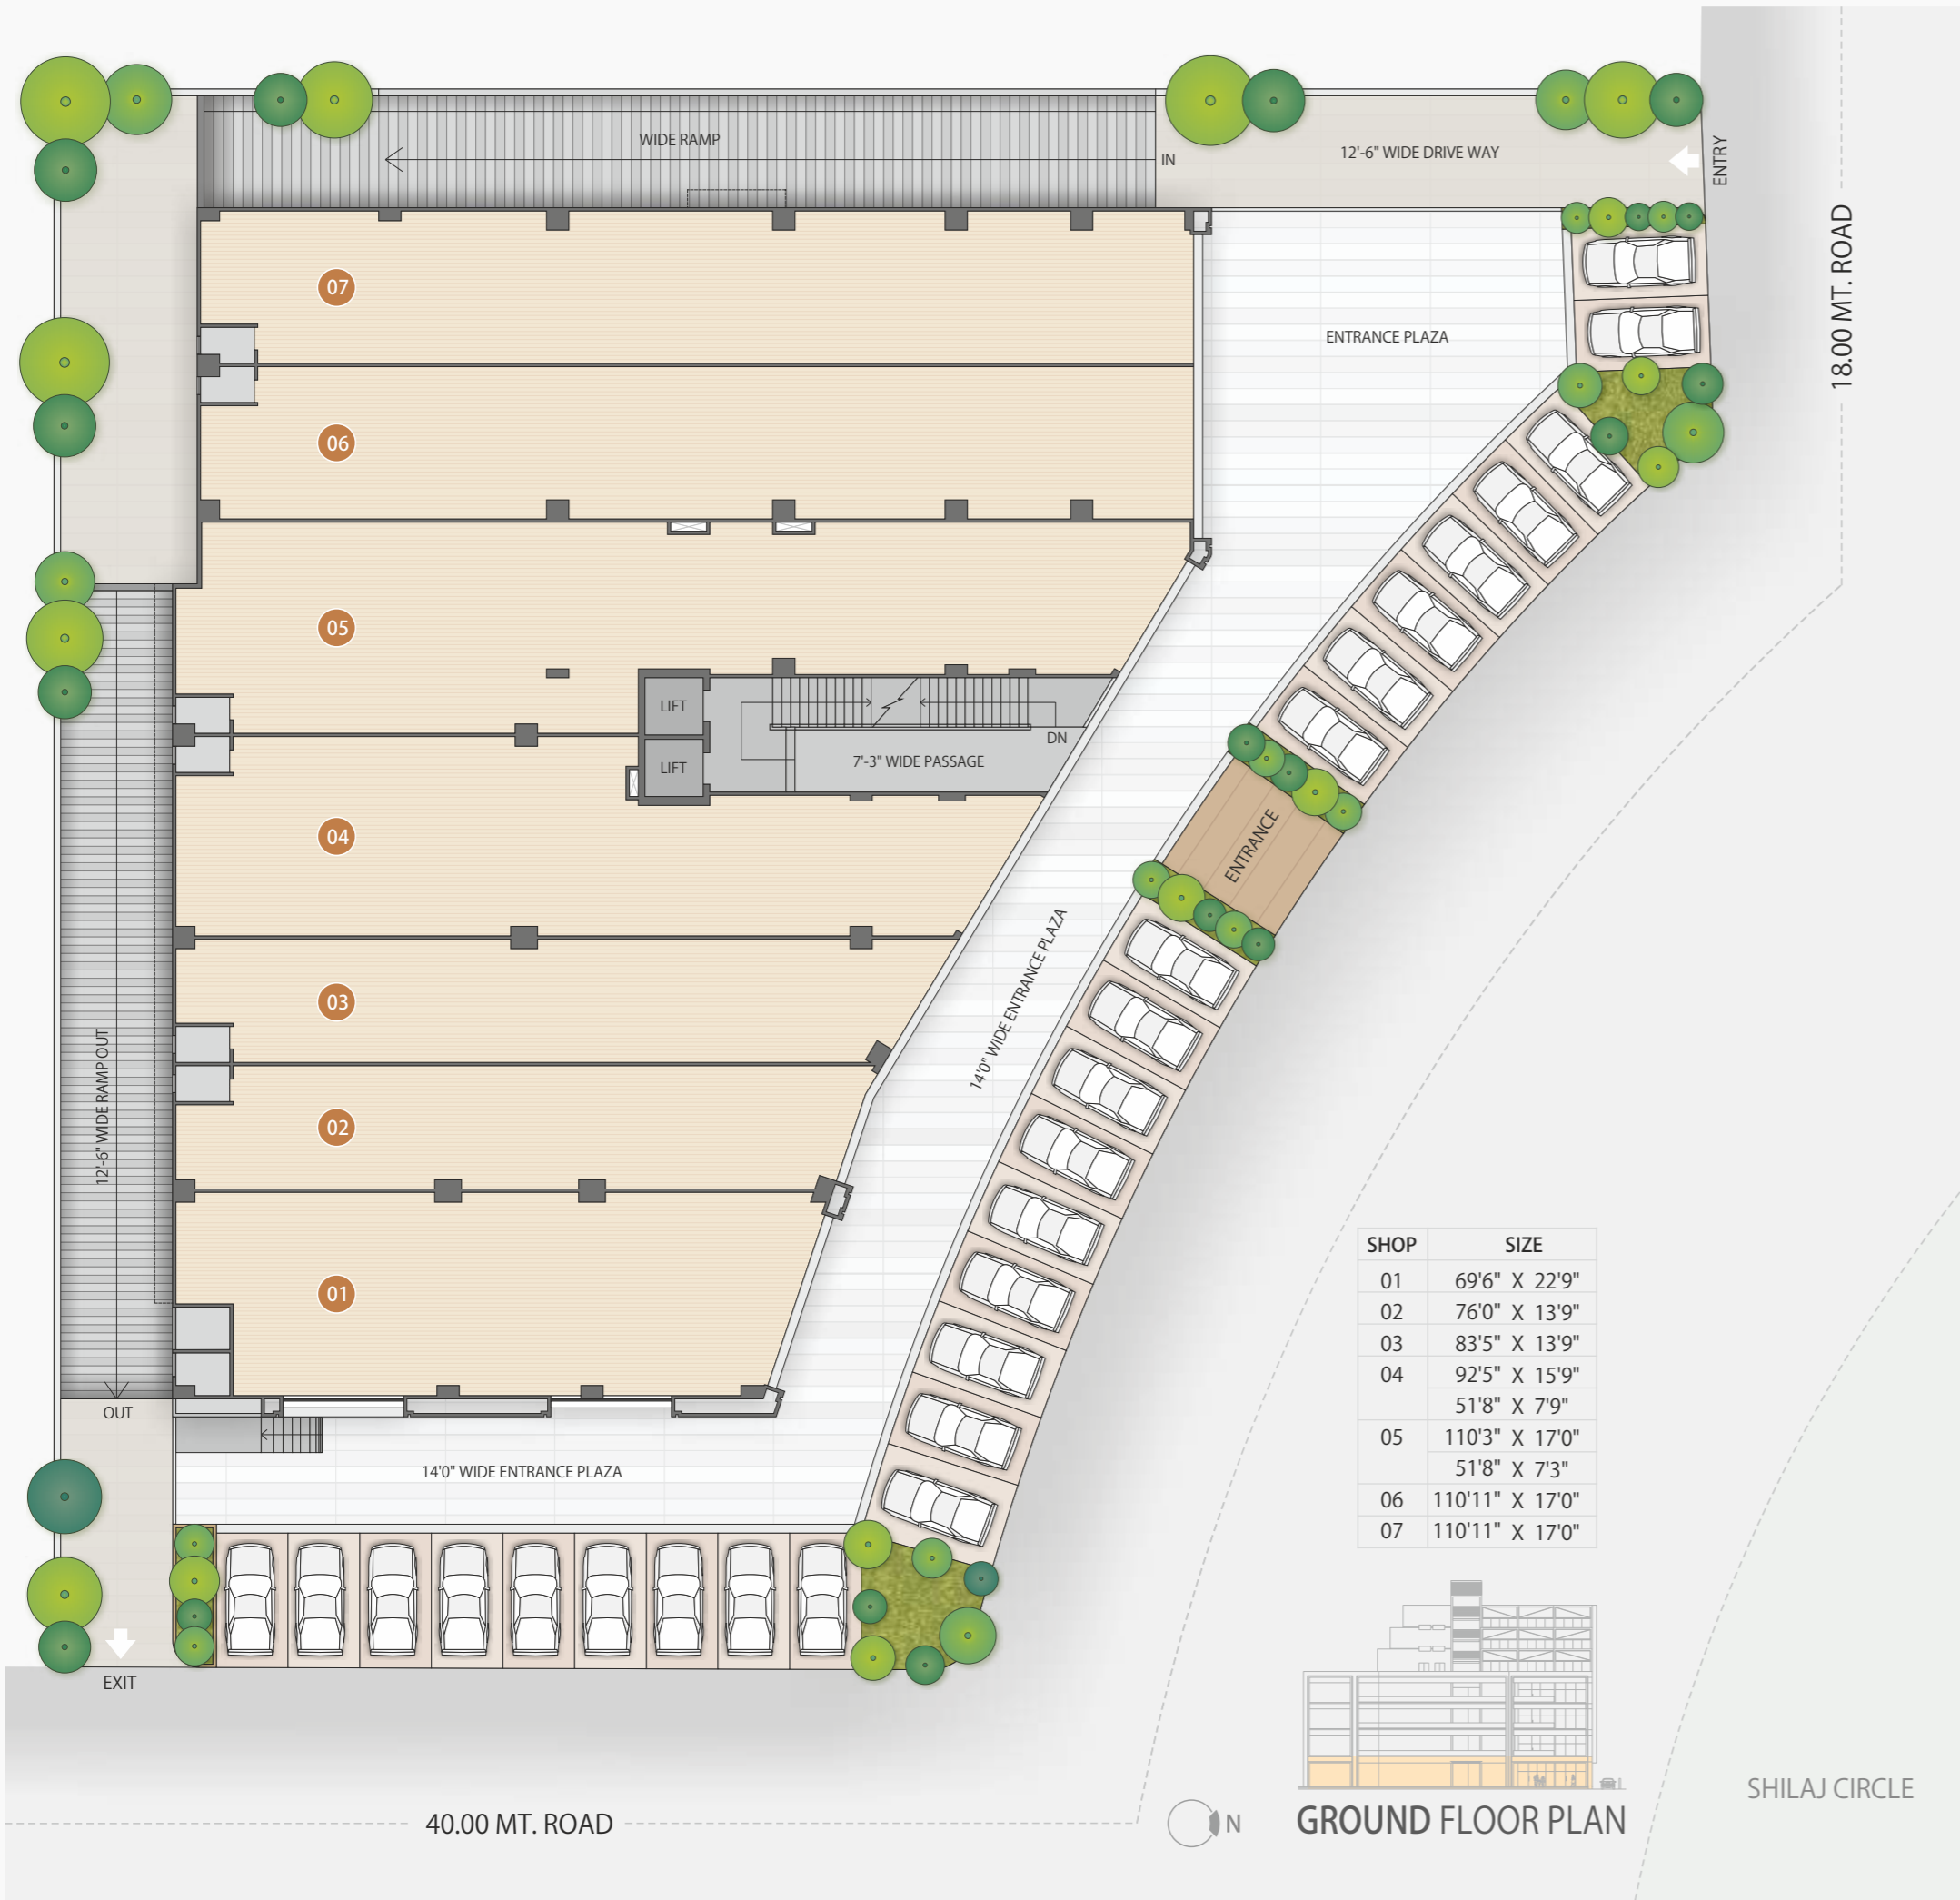 WIDE RAMP
IN
12'-6" WIDE DRIVE WAY
ENTRY
18.00 MT. ROAD
07
ENTRANCE PLAZA
06
05
LIFT
LIFT
DN
7'-3" WIDE PASSAGE
04
ENTRANCE
03
14'0" WIDE ENTRANCE PLAZA
02
12'-6" WIDE RAMP OUT
01
OUT
14'0" WIDE ENTRANCE PLAZA
EXIT
SHOP SIZE
01 69'6" X 22'9"
02 76'0" X 13'9"
03 83'5" X 13'9"
04 92'5" X 15'9"
51'8" X 7'9"
05 110'3" X 17'0"
51'8" X 7'3"
06 110'11" X 17'0"
07 110'11" X 17'0"
40.00 MT. ROAD
N
GROUND FLOOR PLAN
SHILAJ CIRCLE